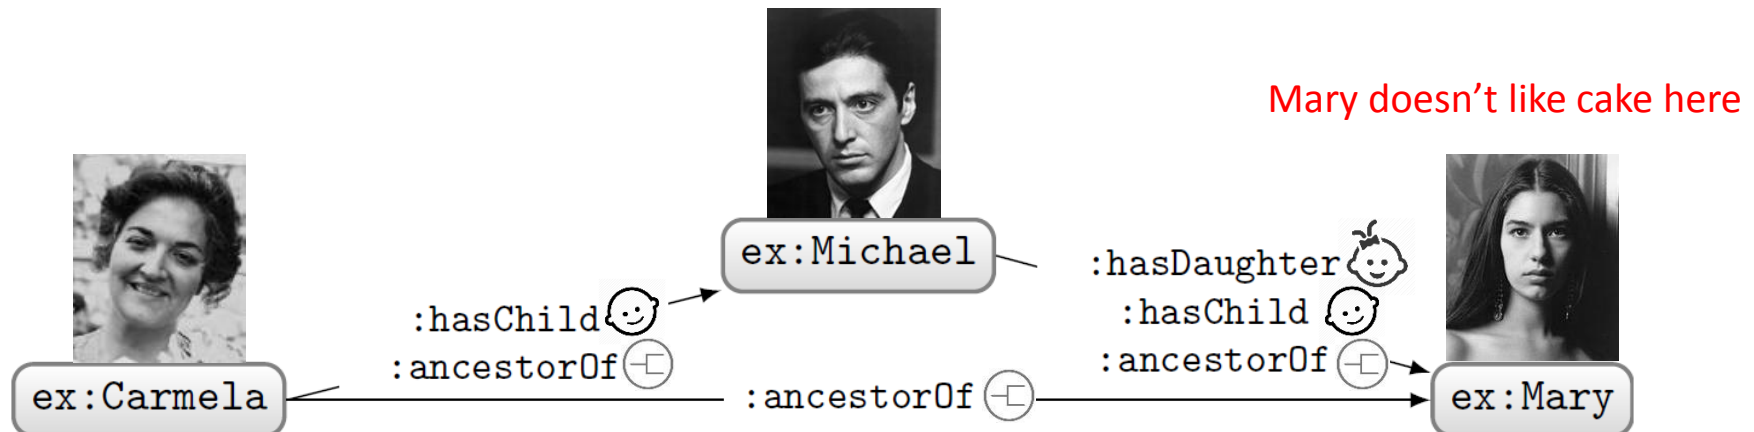 Mary doesn’t like cake here
ex:Michael
:hasDaughter
:hasChild
:hasChild
:ancestorOf
:ancestorOf
ex:Carmela
:ancestorOf
ex:Mary